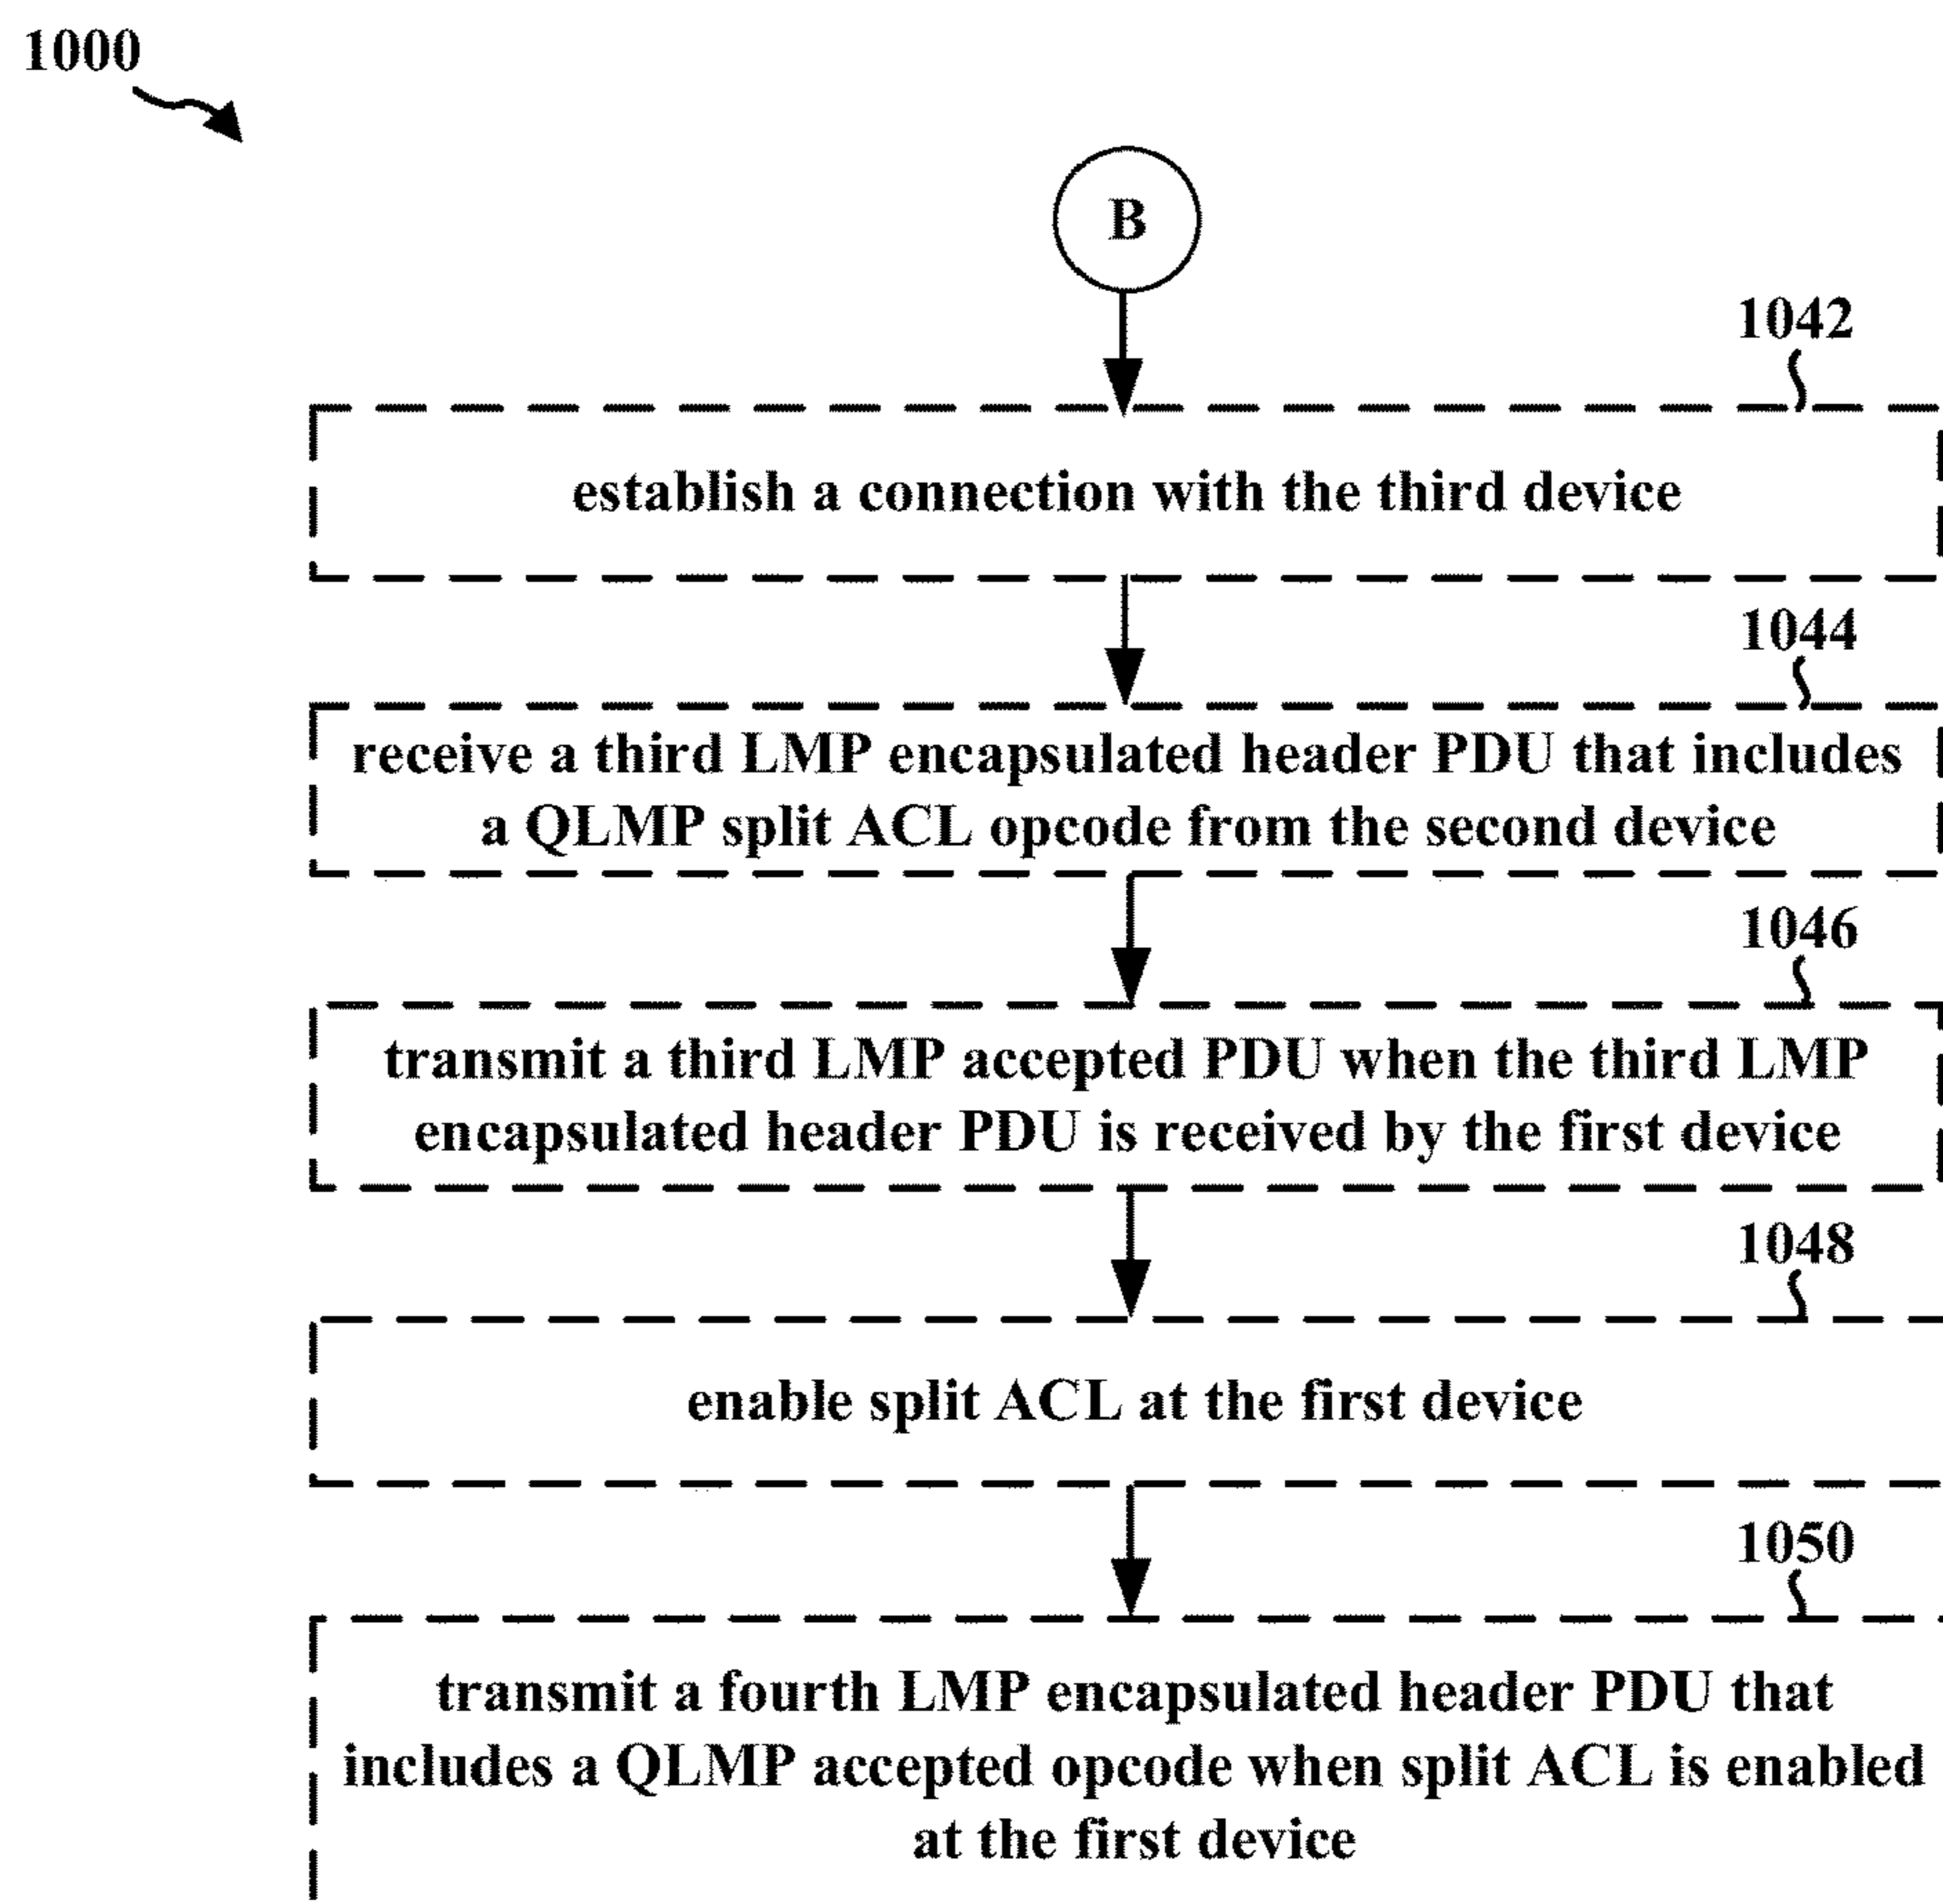 1000
B
1042
establish a connection with the third device
1044
receive a third LMP encapsulated header PDU that includes
a QLMP split ACL opcode from the second device
1046
transmit a third LMP accepted PDU when the third LMP
encapsulated header PDU is received by the first device
1048
enable split ACL at the first device
1050
transmit a fourth LMP encapsulated header PDU that
includes a QLMP accepted opcode when split ACL is enabled
at the first device